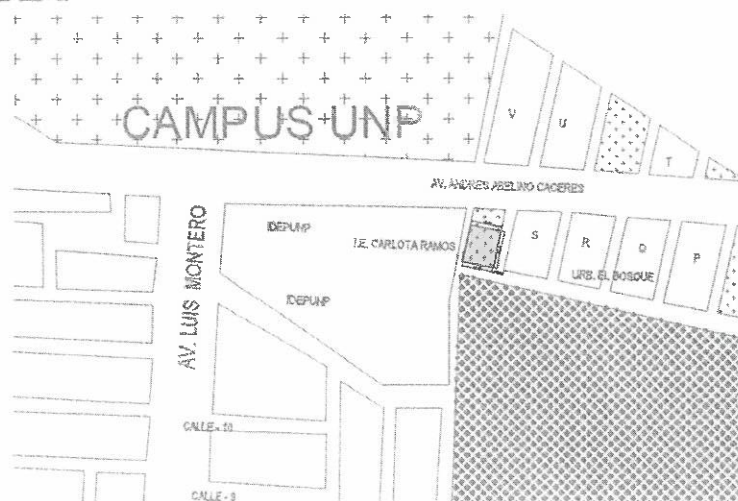 CAMPUS UNP
V
U
T
AV. ANDRES ABELINO CACERES
AV. LUIS MONTERO
IDEPUNP
I.E. CARLOTA RAMOS
S
R
D
P
URB. EL BOSQUE
IDEPUNP
CALLE - 10
CALLE - 9